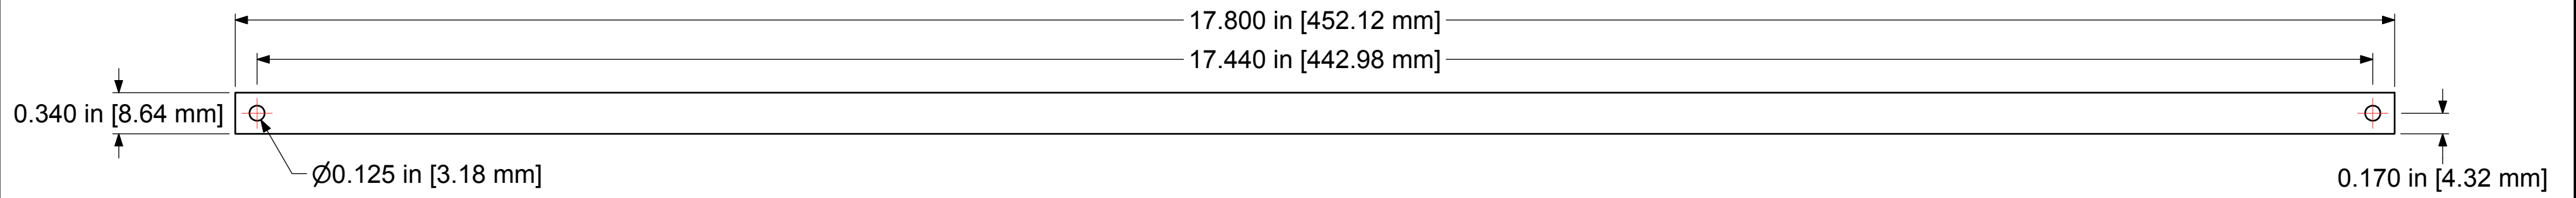 17.800 in [452.12 mm]
17.440 in [442.98 mm]
0.340 in [8.64 mm]
Ø0.125 in [3.18 mm]
0.170 in [4.32 mm]